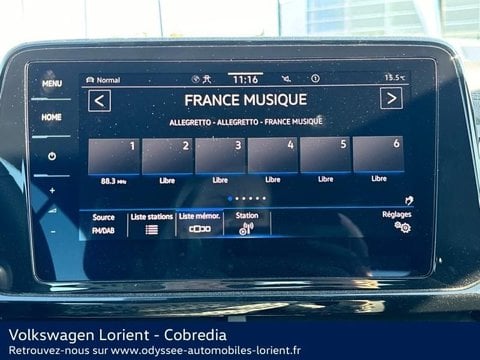 MENU
Normal
11:16
15.5°C
HOME
FRANCE MUSIQUE
ALLEGRETTO - ALLEGRETTO - FRANCE MUSIQUE
1 2 3 4 5 6
88.3 MHz Libre Libre Libre Libre Libre
+
Source Liste stations Liste mémor. Station Réglages
FM/DAB
-
Volkswagen Lorient - Cobredia
Retrouvez-nous sur www.odyssee-automobiles-lorient.fr